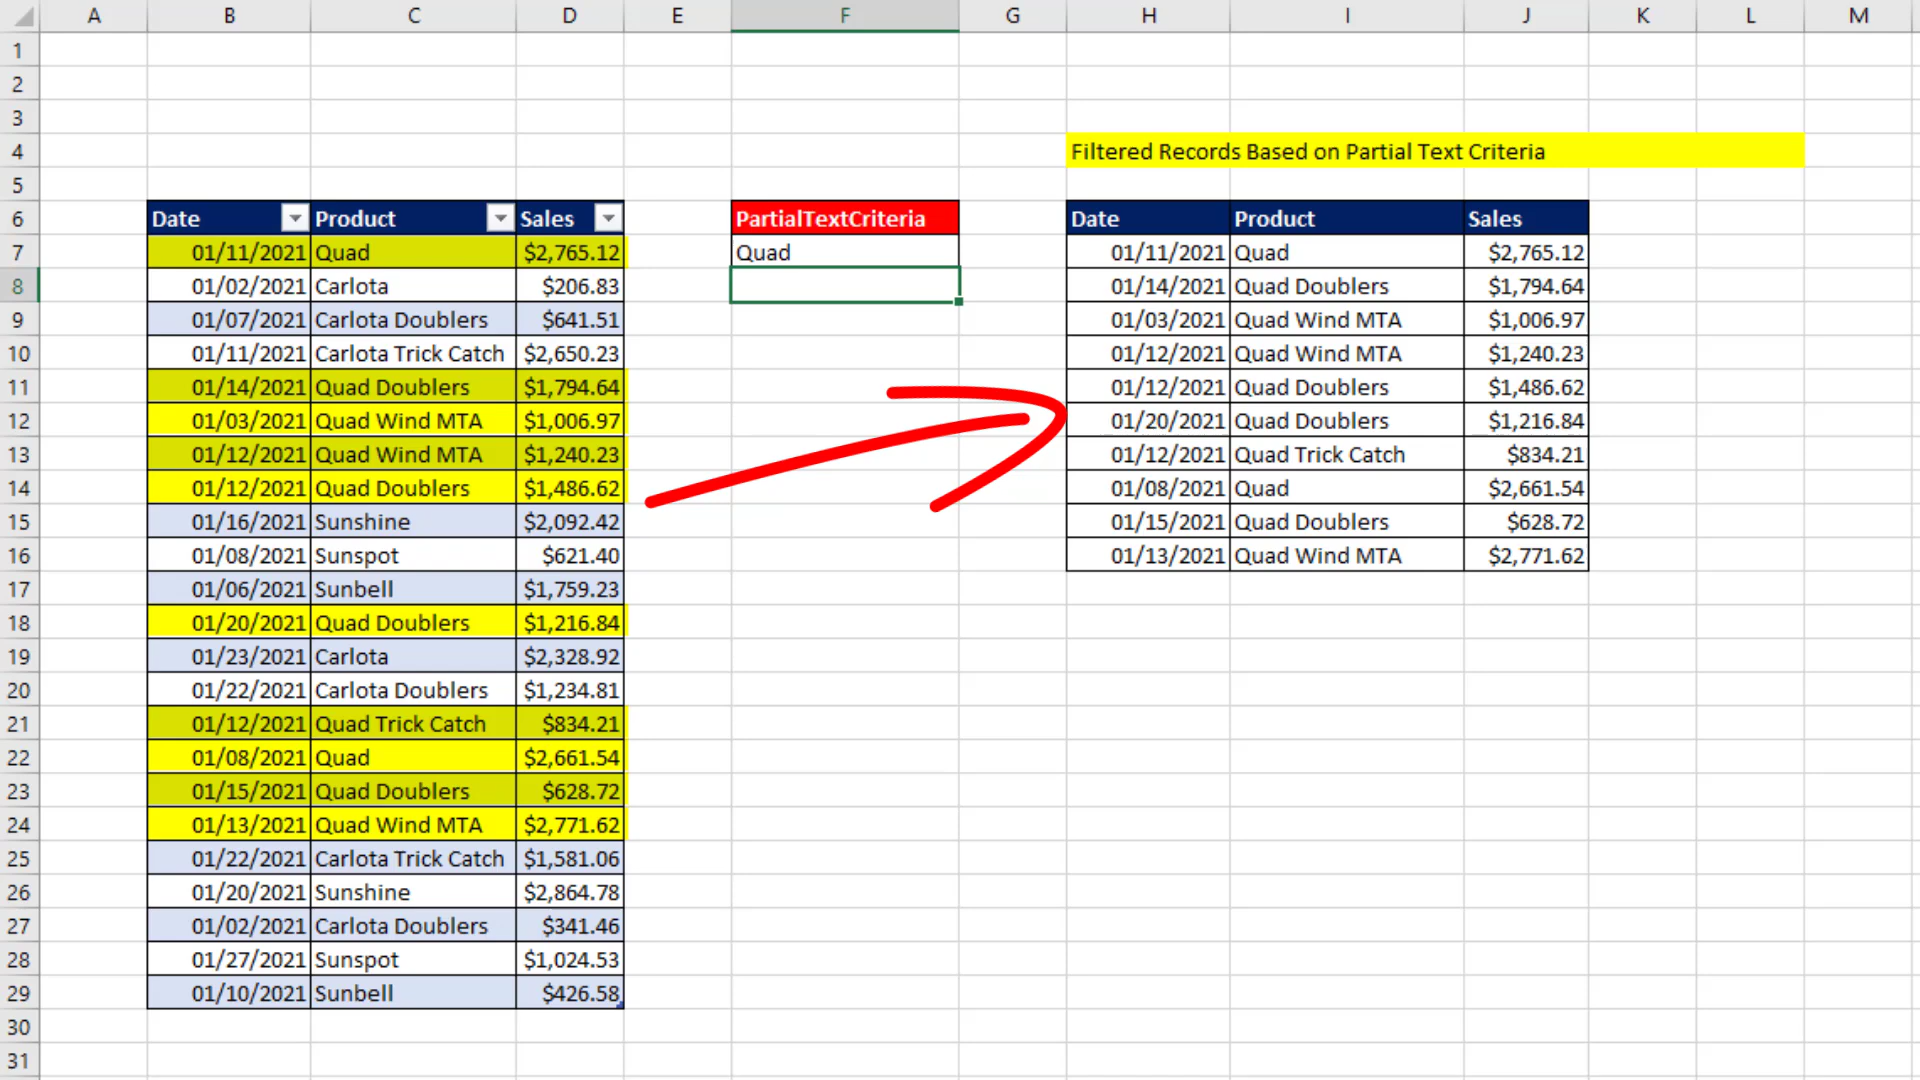 A B C D E F G H I J K L M
1
2
3
4 Filtered Records Based on Partial Text Criteria
5
6 Date Product Sales PartialTextCriteria Date Product Sales
7 01/11/2021 Quad $2,765.12 Quad 01/11/2021 Quad $2,765.12
8 01/02/2021 Carlota $206.83 01/14/2021 Quad Doublers $1,794.64
9 01/07/2021 Carlota Doublers $641.51 01/03/2021 Quad Wind MTA $1,006.97
10 01/11/2021 Carlota Trick Catch $2,650.23 01/12/2021 Quad Wind MTA $1,240.23
11 01/14/2021 Quad Doublers $1,794.64 01/12/2021 Quad Doublers $1,486.62
12 01/03/2021 Quad Wind MTA $1,006.97 01/20/2021 Quad Doublers $1,216.84
13 01/12/2021 Quad Wind MTA $1,240.23 01/12/2021 Quad Trick Catch $834.21
14 01/12/2021 Quad Doublers $1,486.62 01/08/2021 Quad $2,661.54
15 01/16/2021 Sunshine $2,092.42 01/15/2021 Quad Doublers $628.72
16 01/08/2021 Sunspot $621.40 01/13/2021 Quad Wind MTA $2,771.62
17 01/06/2021 Sunbell $1,759.23
18 01/20/2021 Quad Doublers $1,216.84
19 01/23/2021 Carlota $2,328.92
20 01/22/2021 Carlota Doublers $1,234.81
21 01/12/2021 Quad Trick Catch $834.21
22 01/08/2021 Quad $2,661.54
23 01/15/2021 Quad Doublers $628.72
24 01/13/2021 Quad Wind MTA $2,771.62
25 01/22/2021 Carlota Trick Catch $1,581.06
26 01/20/2021 Sunshine $2,864.78
27 01/02/2021 Carlota Doublers $341.46
28 01/27/2021 Sunspot $1,024.53
29 01/10/2021 Sunbell $426.58
30
31